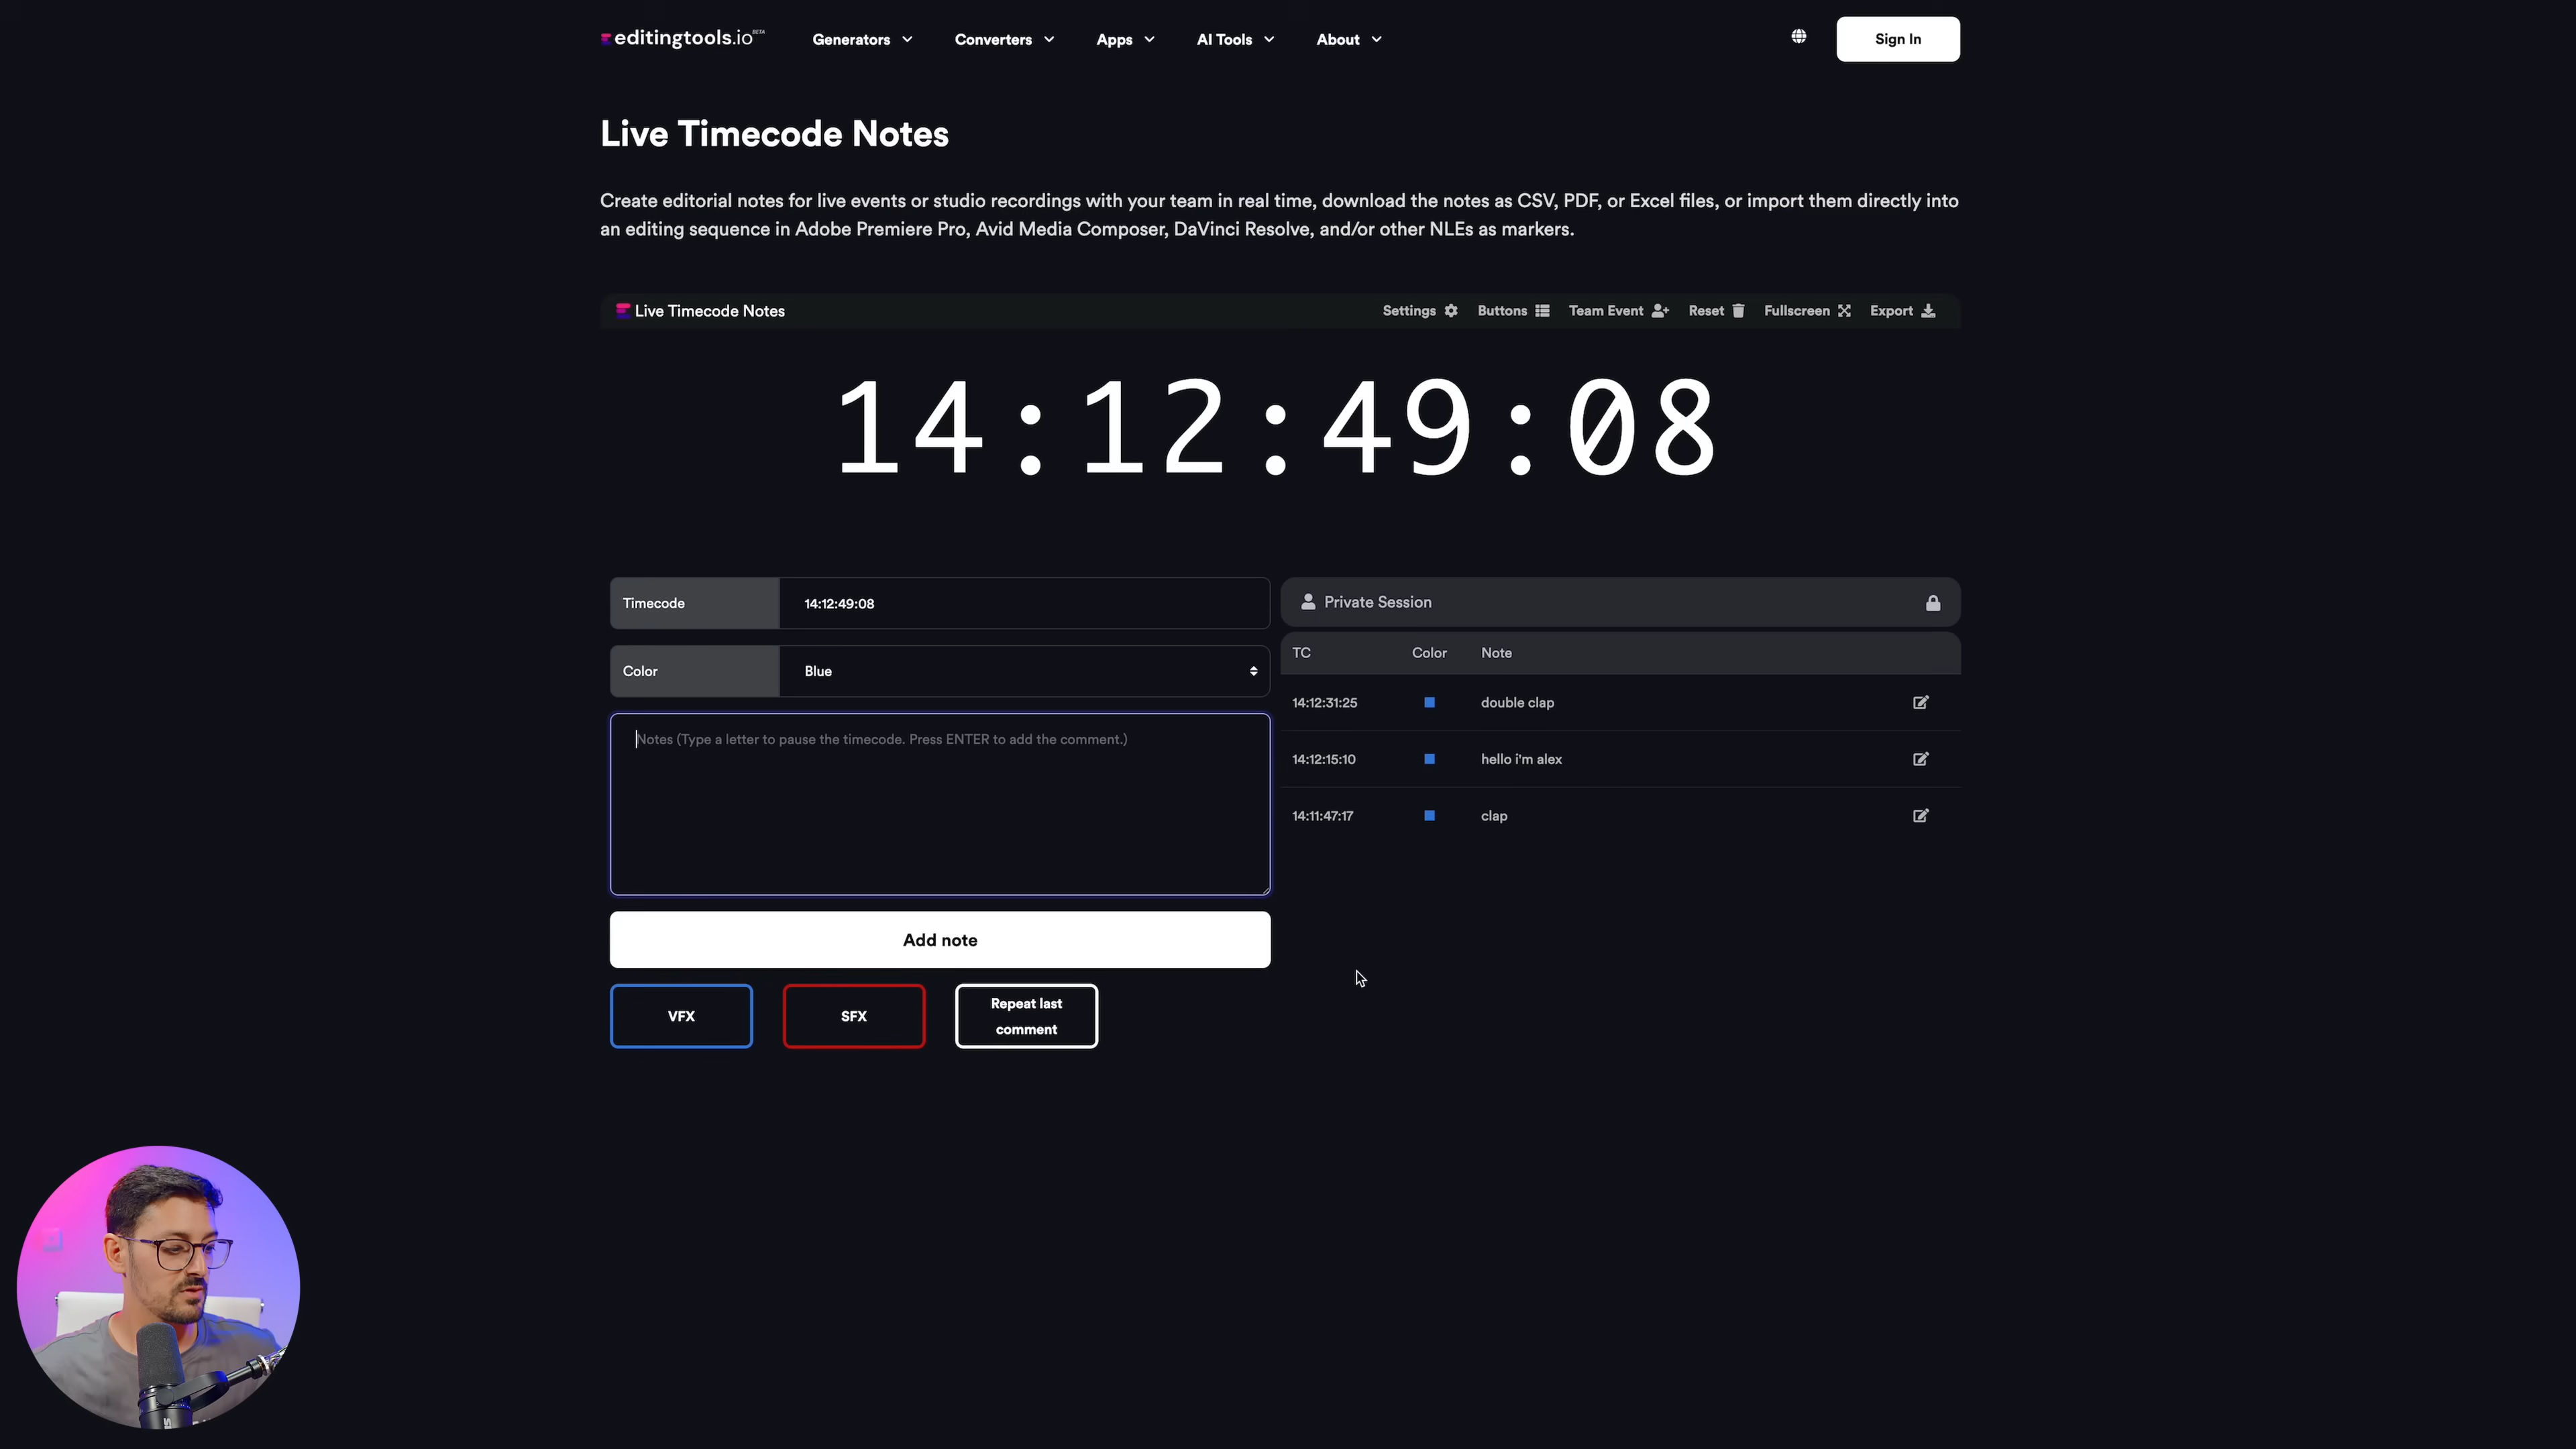 editingtools.io BETA
Generators
Converters
Apps
AI Tools
About
Sign In
Live Timecode Notes
Create editorial notes for live events or studio recordings with your team in real time, download the notes as CSV, PDF, or Excel files, or import them directly into
an editing sequence in Adobe Premiere Pro, Avid Media Composer, DaVinci Resolve, and/or other NLEs as markers.
Live Timecode Notes
Settings
Buttons
Team Event
Reset
Fullscreen
Export
14:12:49:08
Timecode
14:12:49:08
Color
Blue
Notes (Type a letter to pause the timecode. Press ENTER to add the comment.)
Add note
VFX
SFX
Repeat last
comment
Private Session
TC Color Note
14:12:31:25 double clap
14:12:15:10 hello i'm alex
14:11:47:17 clap